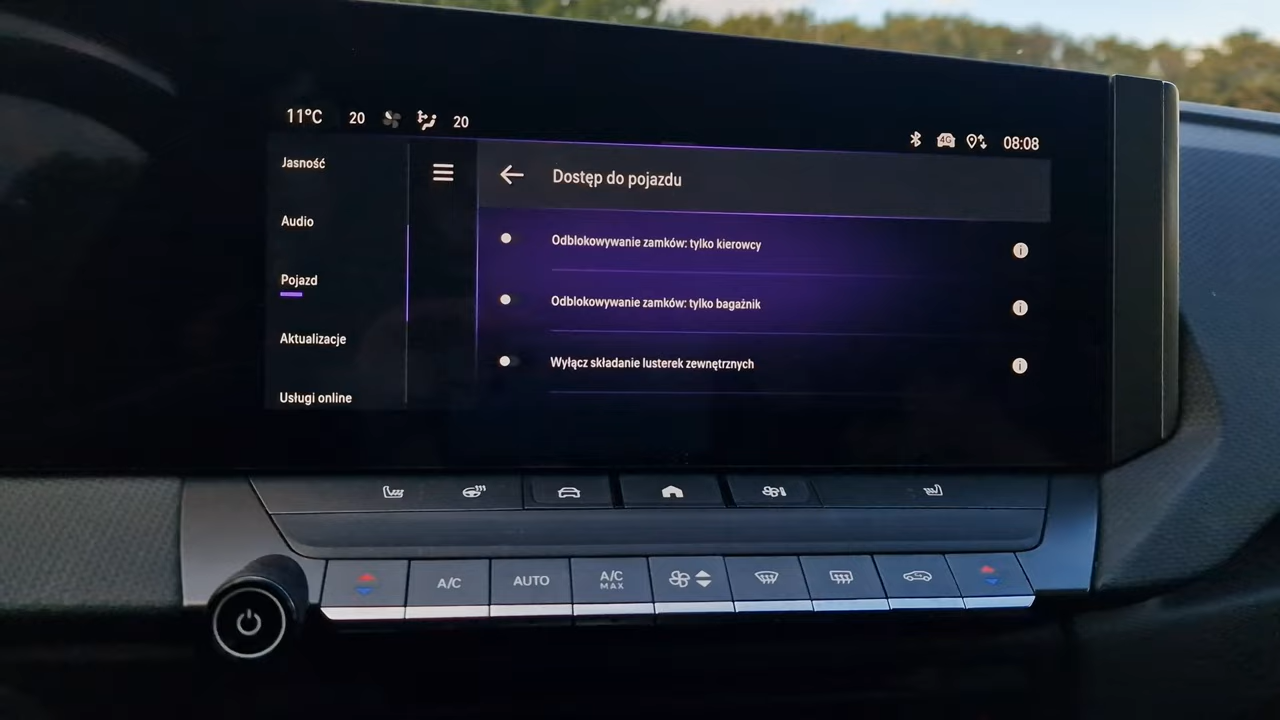 11°C 20 20
4G 08:08
Jasność
Audio
Pojazd
Aktualizacje
Usługi online
Dostęp do pojazdu
Odblokowywanie zamków: tylko kierowcy
Odblokowywanie zamków: tylko bagażnik
Wyłącz składanie lusterek zewnętrznych
A/C
AUTO
A/C
MAX